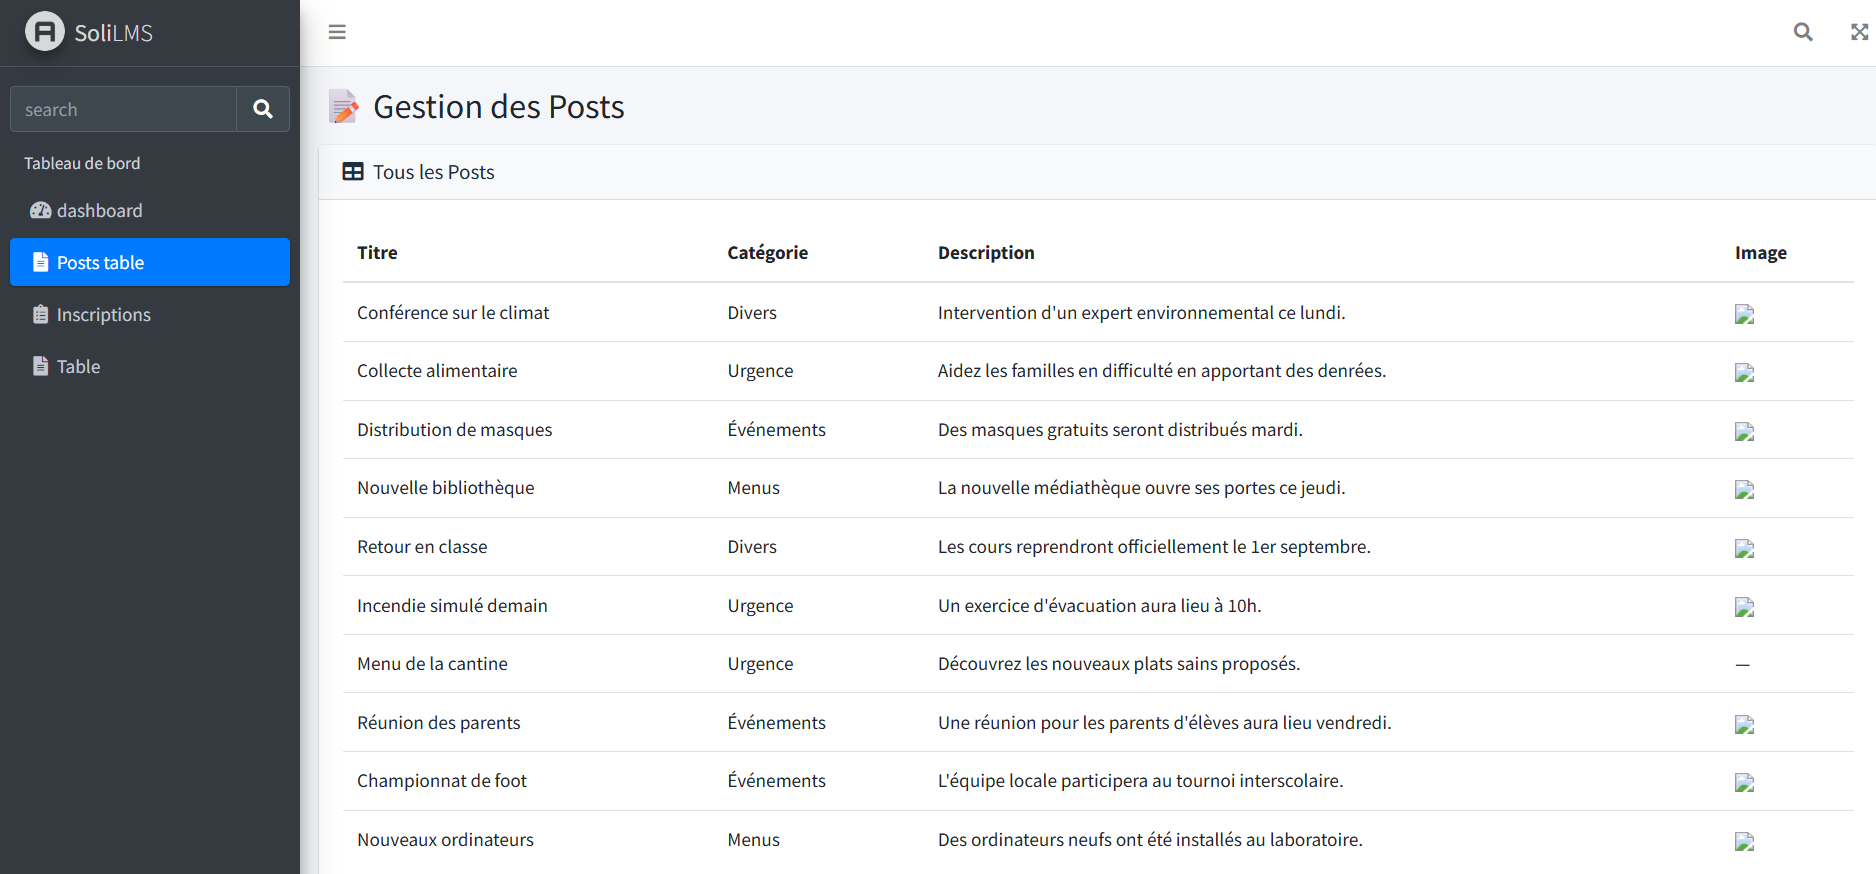 SoliLMS
search
Tableau de bord
dashboard
Posts table
Inscriptions
Table
Gestion des Posts
Tous les Posts
Titre Catégorie Description Image
Conférence sur le climat Divers Intervention d'un expert environnemental ce lundi.
Collecte alimentaire Urgence Aidez les familles en difficulté en apportant des denrées.
Distribution de masques Événements Des masques gratuits seront distribués mardi.
Nouvelle bibliothèque Menus La nouvelle médiathèque ouvre ses portes ce jeudi.
Retour en classe Divers Les cours reprendront officiellement le 1er septembre.
Incendie simulé demain Urgence Un exercice d'évacuation aura lieu à 10h.
Menu de la cantine Urgence Découvrez les nouveaux plats sains proposés. —
Réunion des parents Événements Une réunion pour les parents d'élèves aura lieu vendredi.
Championnat de foot Événements L'équipe locale participera au tournoi interscolaire.
Nouveaux ordinateurs Menus Des ordinateurs neufs ont été installés au laboratoire.